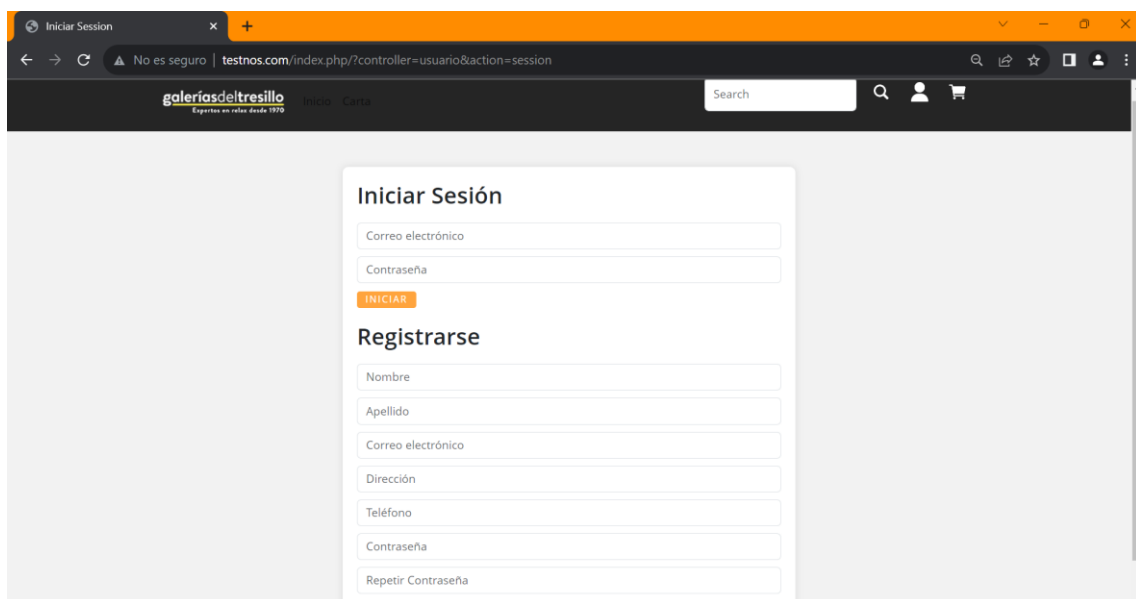 Iniciar Session
No es seguro | testnos.com/index.php/?controller=usuario&action=session
galeríasdeltresillo
Expertos en relax desde 1970
Inicio Carta
Search
Iniciar Sesión
Correo electrónico
Contraseña
INICIAR
Registrarse
Nombre
Apellido
Correo electrónico
Dirección
Teléfono
Contraseña
Repetir Contraseña